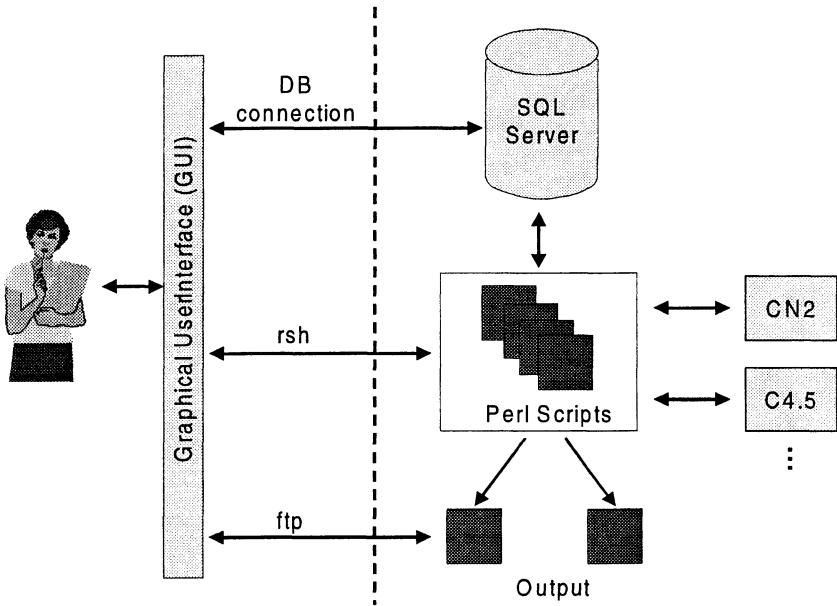 DB
connection
SQL
Server
Graphical UserInterface (GUI)
rsh
Perl Scripts
CN2
C4.5
⋮
ftp
Output